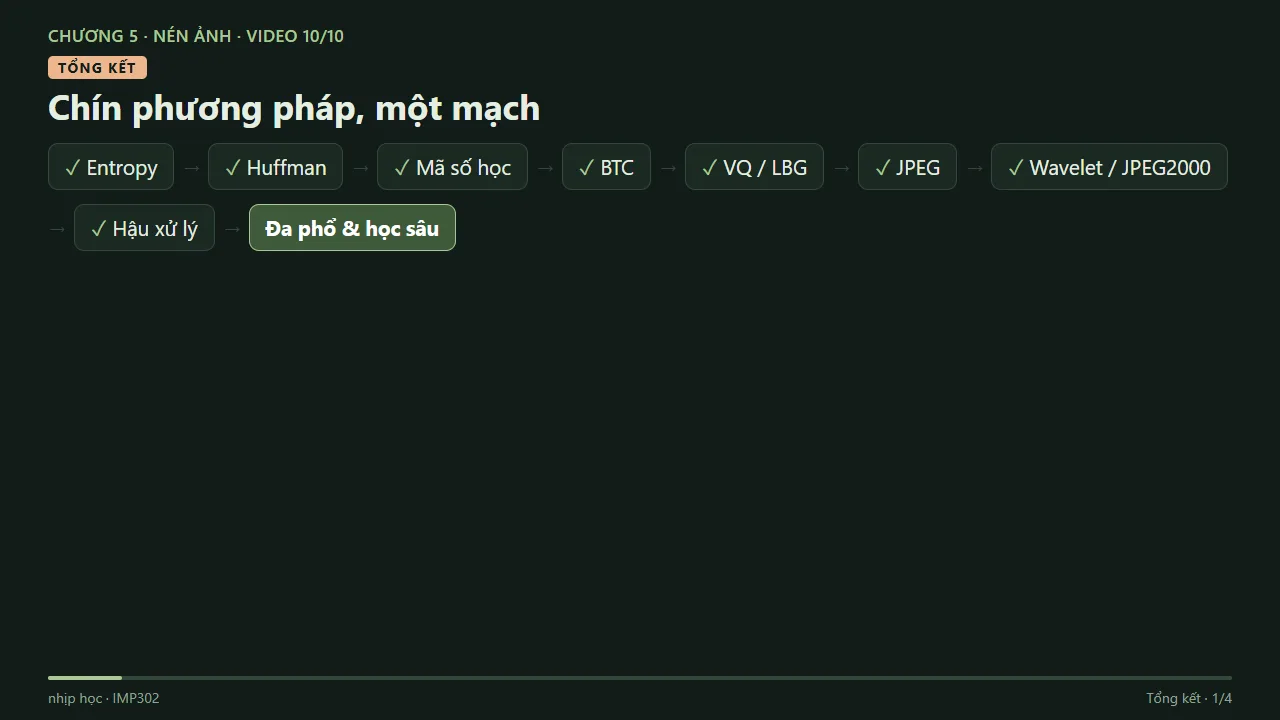 CHƯƠNG 5 · NÉN ẢNH · VIDEO 10/10
TỔNG KẾT
Chín phương pháp, một mạch
✓ Entropy → ✓ Huffman → ✓ Mã số học → ✓ BTC → ✓ VQ / LBG → ✓ JPEG → ✓ Wavelet / JPEG2000
→ ✓ Hậu xử lý → Đa phổ & học sâu
nhịp học · IMP302
Tổng kết · 1/4